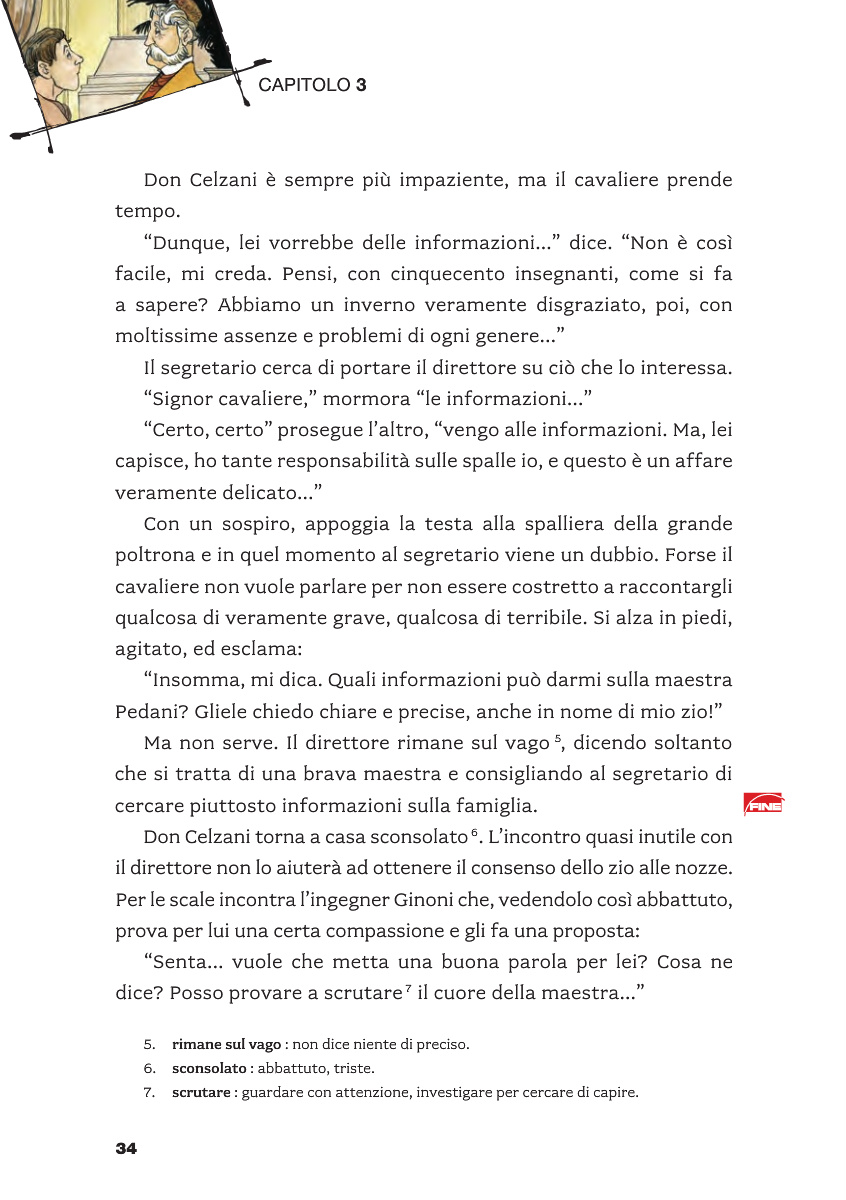 CAPITOLO 3
Don Celzani è sempre più impaziente, ma il cavaliere prende
tempo.
“Dunque, lei vorrebbe delle informazioni...” dice. “Non è così
facile, mi creda. Pensi, con cinquecento insegnanti, come si fa
a sapere? Abbiamo un inverno veramente disgraziato, poi, con
moltissime assenze e problemi di ogni genere...”
Il segretario cerca di portare il direttore su ciò che lo interessa.
“Signor cavaliere,” mormora “le informazioni...”
“Certo, certo” prosegue l’altro, “vengo alle informazioni. Ma, lei
capisce, ho tante responsabilità sulle spalle io, e questo è un affare
veramente delicato...”
Con un sospiro, appoggia la testa alla spalliera della grande
poltrona e in quel momento al segretario viene un dubbio. Forse il
cavaliere non vuole parlare per non essere costretto a raccontargli
qualcosa di veramente grave, qualcosa di terribile. Si alza in piedi,
agitato, ed esclama:
“Insomma, mi dica. Quali informazioni può darmi sulla maestra
Pedani? Gliele chiedo chiare e precise, anche in nome di mio zio!”
Ma non serve. Il direttore rimane sul vago 5, dicendo soltanto
che si tratta di una brava maestra e consigliando al segretario di
cercare piuttosto informazioni sulla famiglia.
FINE
Don Celzani torna a casa sconsolato 6. L’incontro quasi inutile con
il direttore non lo aiuterà ad ottenere il consenso dello zio alle nozze.
Per le scale incontra l’ingegner Ginoni che, vedendolo così abbattuto,
prova per lui una certa compassione e gli fa una proposta:
“Senta... vuole che metta una buona parola per lei? Cosa ne
dice? Posso provare a scrutare 7 il cuore della maestra...”
5. rimane sul vago : non dice niente di preciso.
6. sconsolato : abbattuto, triste.
7. scrutare : guardare con attenzione, investigare per cercare di capire.
34